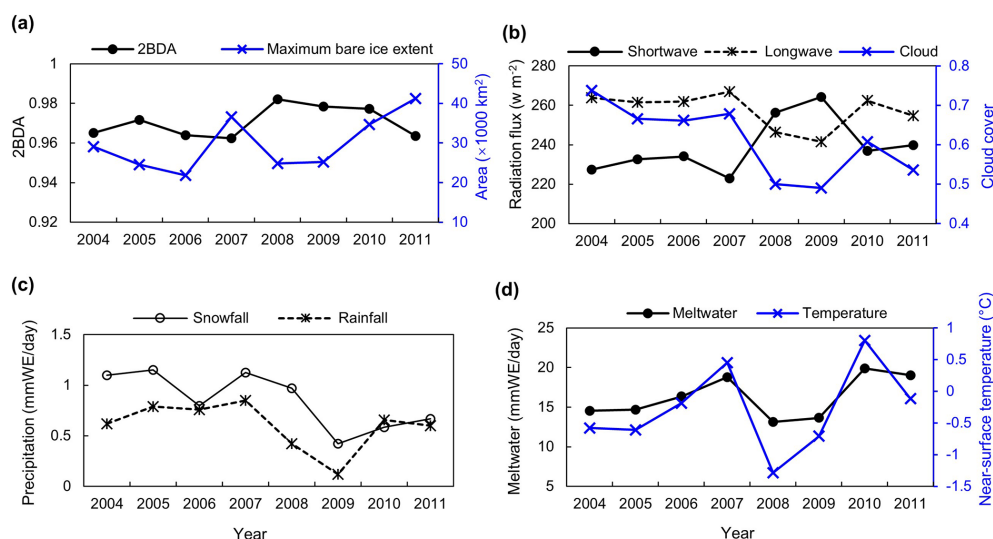 (a)
2BDA
Maximum bare ice extent
1
0.98
0.96
0.94
0.92
2BDA
50
40
30
20
10
Area (×1000 km²)
2004 2005 2006 2007 2008 2009 2010 2011
(b)
Shortwave
Longwave
Cloud
280
260
240
220
200
Radiation flux (w m⁻²)
0.8
0.7
0.6
0.5
0.4
Cloud cover
2004 2005 2006 2007 2008 2009 2010 2011
(c)
Snowfall
Rainfall
1.5
1
0.5
0
Precipitation (mmWE/day)
2004 2005 2006 2007 2008 2009 2010 2011
Year
(d)
Meltwater
Temperature
25
20
15
10
5
Meltwater (mmWE/day)
1
0.5
0
-0.5
-1
-1.5
Near-surface temperature (°C)
2004 2005 2006 2007 2008 2009 2010 2011
Year